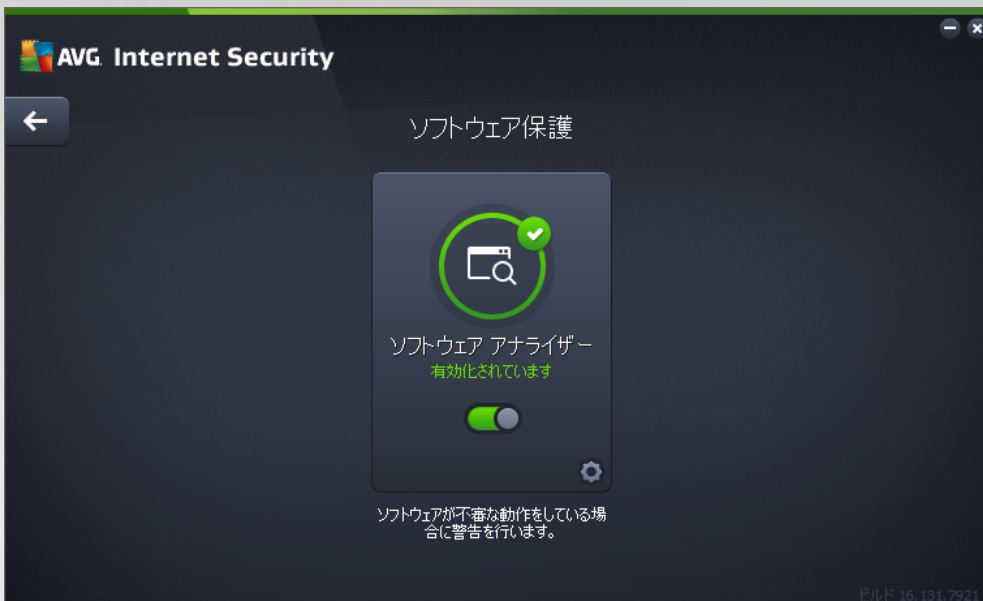 AVG. Internet Security
ソフトウェア保護
ソフトウェア アナライザー
有効化されています
ソフトウェアが不審な動作をしている場
合に警告を行います。
ビルド 16.131.7921